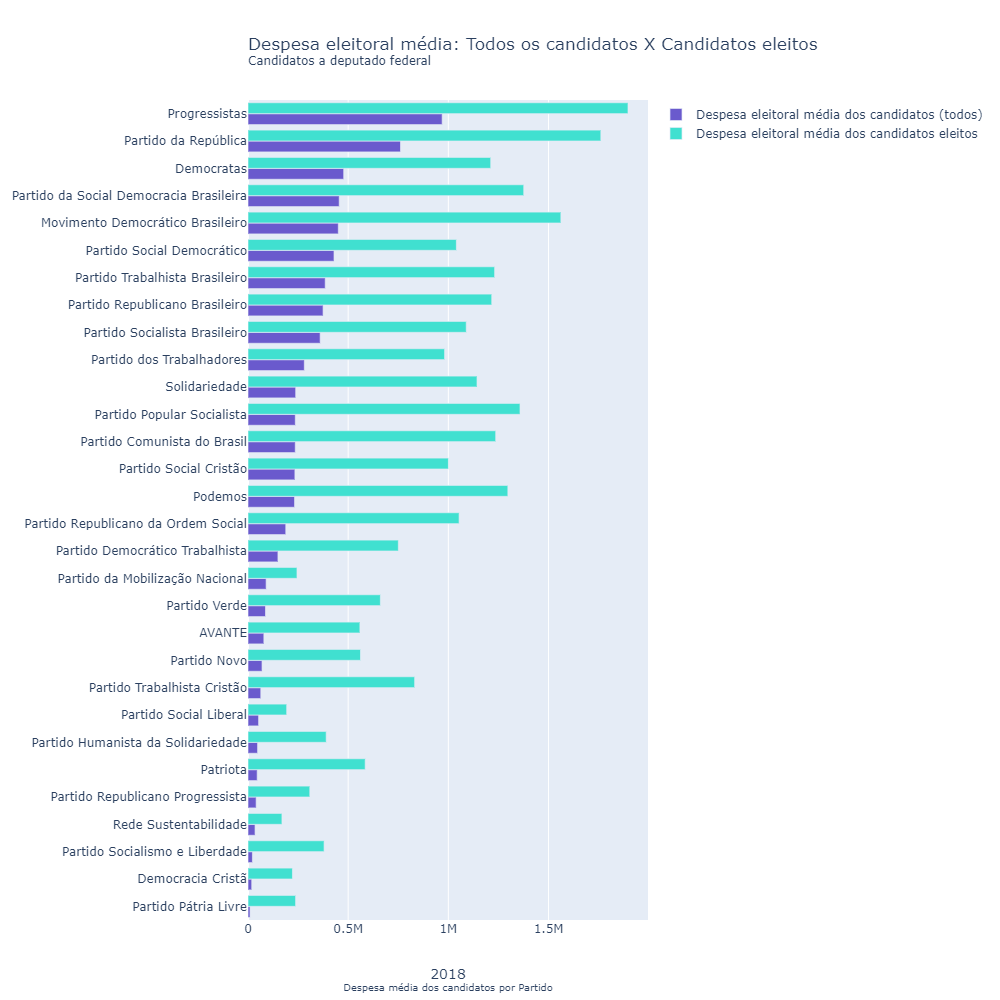 Despesa eleitoral média: Todos os candidatos X Candidatos eleitos
Candidatos a deputado federal
Despesa eleitoral média dos candidatos (todos)
Despesa eleitoral média dos candidatos eleitos
Progressistas
Partido da República
Democratas
Partido da Social Democracia Brasileira
Movimento Democrático Brasileiro
Partido Social Democrático
Partido Trabalhista Brasileiro
Partido Republicano Brasileiro
Partido Socialista Brasileiro
Partido dos Trabalhadores
Solidariedade
Partido Popular Socialista
Partido Comunista do Brasil
Partido Social Cristão
Podemos
Partido Republicano da Ordem Social
Partido Democrático Trabalhista
Partido da Mobilização Nacional
Partido Verde
AVANTE
Partido Novo
Partido Trabalhista Cristão
Partido Social Liberal
Partido Humanista da Solidariedade
Patriota
Partido Republicano Progressista
Rede Sustentabilidade
Partido Socialismo e Liberdade
Democracia Cristã
Partido Pátria Livre
0 0.5M 1M 1.5M
2018
Despesa média dos candidatos por Partido